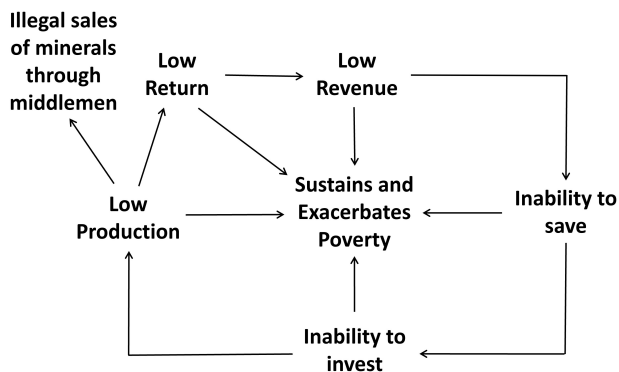 Illegal sales
of minerals
through
middlemen
Low
Return
Low
Revenue
Low
Production
Sustains and
Exacerbates
Poverty
Inability to
save
Inability to
invest